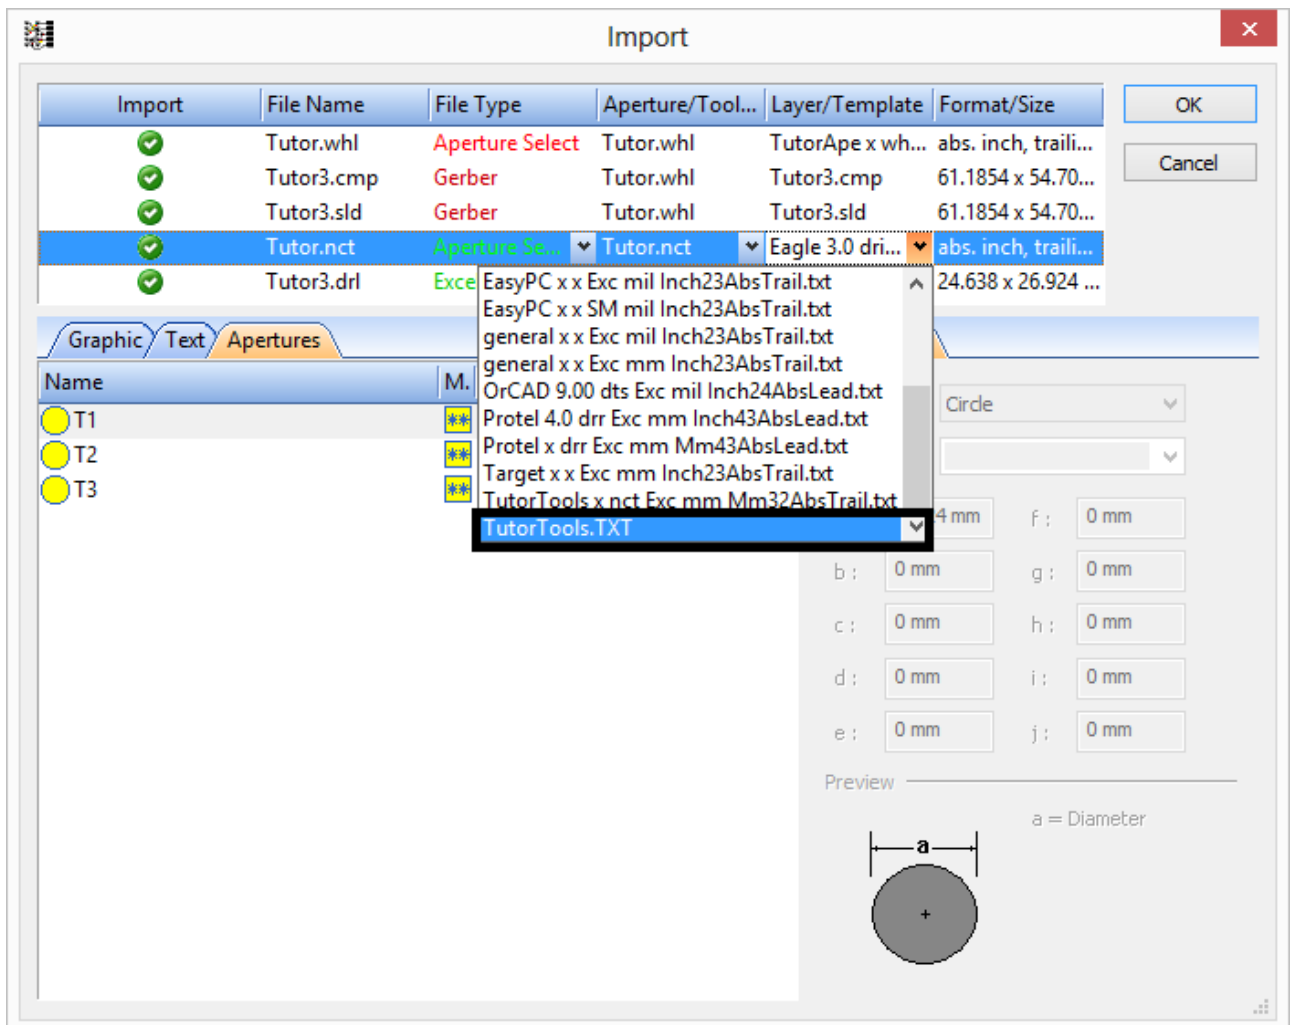 Import
Import File Name File Type Aperture/Tool... Layer/Template Format/Size
OK
Tutor.whl Aperture Select Tutor.whl TutorApe x wh... abs. inch, traili...
Cancel
Tutor3.cmp Gerber Tutor.whl Tutor3.cmp 61.1854 x 54.70...
Tutor3.sld Gerber Tutor.whl Tutor3.sld 61.1854 x 54.70...
Tutor.nct Aperture Se... Tutor.nct Eagle 3.0 dri... abs. inch, traili...
Tutor3.drl Exce 24.638 x 26.924 ...
EasyPC x x Exc mil Inch23AbsTrail.txt
EasyPC x x SM mil Inch23AbsTrail.txt
general x x Exc mil Inch23AbsTrail.txt
general x x Exc mm Inch23AbsTrail.txt
OrCAD 9.00 dts Exc mil Inch24AbsLead.txt
Protel 4.0 drr Exc mm Inch43AbsLead.txt
Protel x drr Exc mm Mm43AbsLead.txt
Target x x Exc mm Inch23AbsTrail.txt
TutorTools x nct Exc mm Mm32AbsTrail.txt
TutorTools.TXT
Graphic Text Apertures
Name M.
T1
T2
T3
Circle
4 mm f : 0 mm
b : 0 mm g : 0 mm
c : 0 mm h : 0 mm
d : 0 mm i : 0 mm
e : 0 mm j : 0 mm
Preview
a = Diameter
a